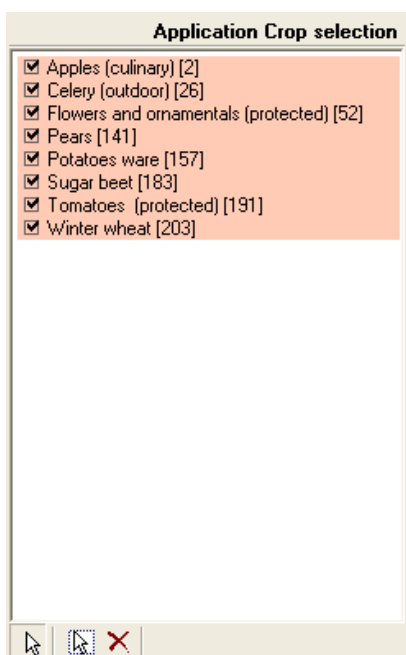 Application Crop selection
Apples (culinary) [2]
Celery (outdoor) [26]
Flowers and ornamentals (protected) [52]
Pears [141]
Potatoes ware [157]
Sugar beet [183]
Tomatoes  (protected) [191]
Winter wheat [203]